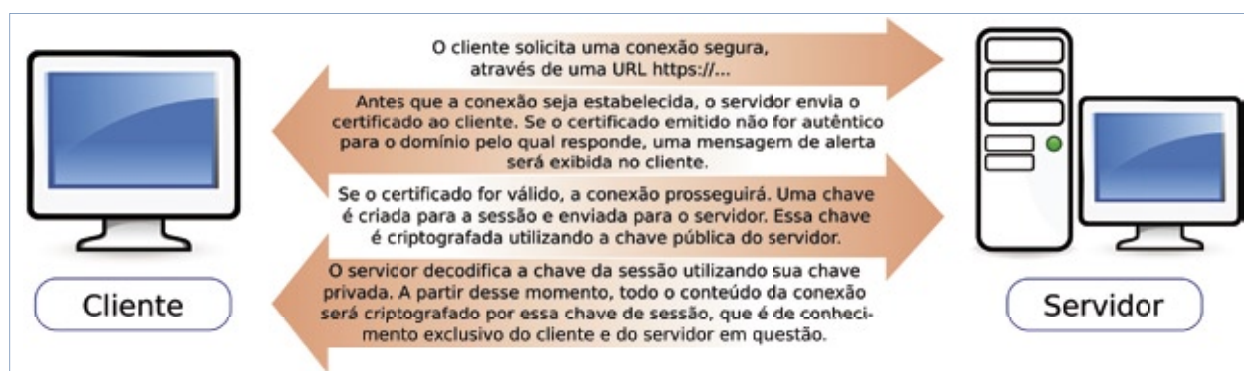 O cliente solicita uma conexão segura,
através de uma URL https://...
Antes que a conexão seja estabelecida, o servidor envia o
certificado ao cliente. Se o certificado emitido não for autêntico
para o domínio pelo qual responde, uma mensagem de alerta
será exibida no cliente.
Se o certificado for válido, a conexão prosseguirá. Uma chave
é criada para a sessão e enviada para o servidor. Essa chave
é criptografada utilizando a chave pública do servidor.
O servidor decodifica a chave da sessão utilizando sua chave
privada. A partir desse momento, todo o conteúdo da conexão
será criptografado por essa chave de sessão, que é de conheci-
mento exclusivo do cliente e do servidor em questão.
Cliente
Servidor